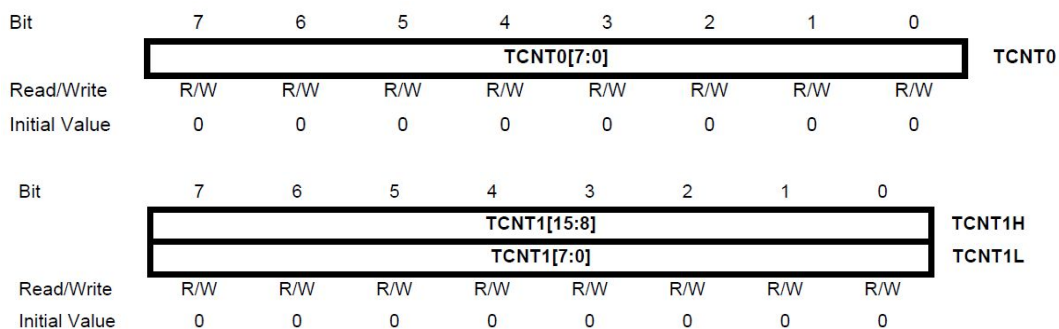 Bit 7 6 5 4 3 2 1 0
TCNT0[7:0] TCNT0
Read/Write R/W R/W R/W R/W R/W R/W R/W R/W
Initial Value 0 0 0 0 0 0 0 0
Bit 7 6 5 4 3 2 1 0
TCNT1[15:8] TCNT1H
TCNT1[7:0] TCNT1L
Read/Write R/W R/W R/W R/W R/W R/W R/W R/W
Initial Value 0 0 0 0 0 0 0 0